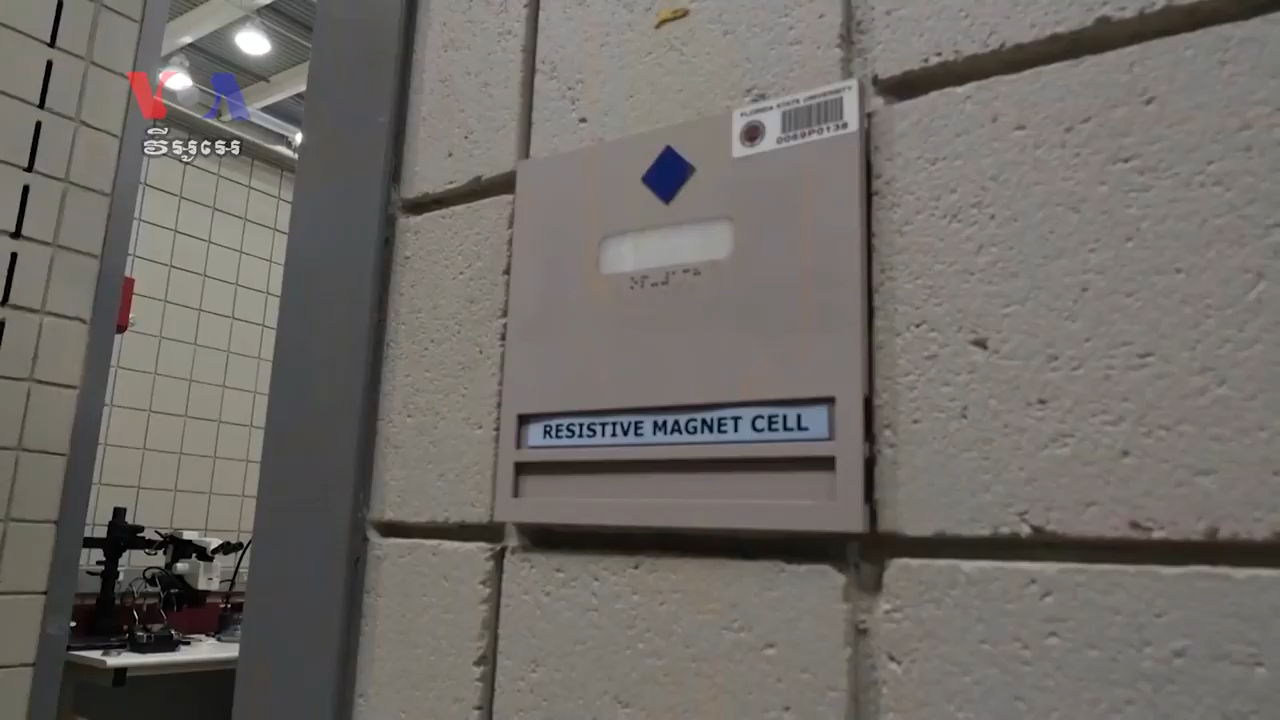 VOA
វីអូអេ
FLORIDA STATE UNIVERSITY
0069P0138
RESISTIVE MAGNET CELL